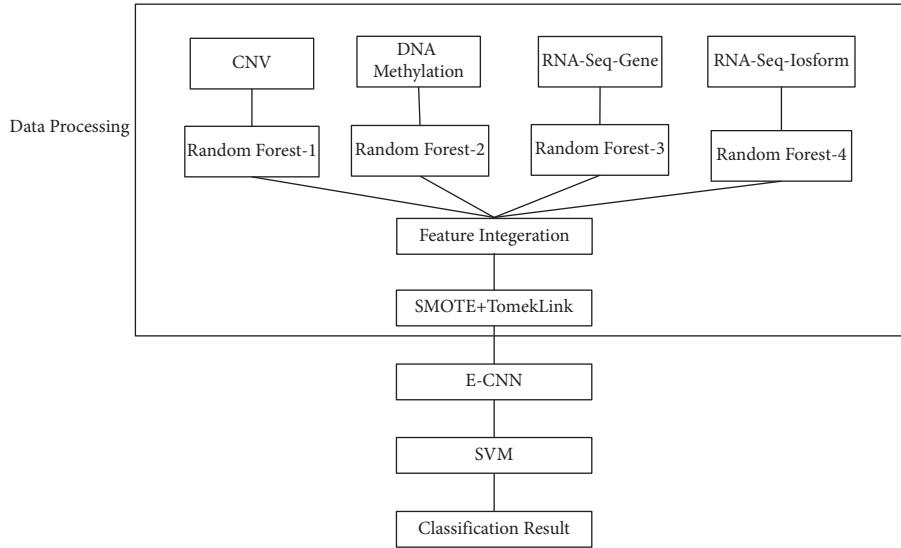 CNV
DNA
Methylation
RNA-Seq-Gene
RNA-Seq-Iosform
Data Processing
Random Forest-1
Random Forest-2
Random Forest-3
Random Forest-4
Feature Integeration
SMOTE+TomekLink
E-CNN
SVM
Classification Result